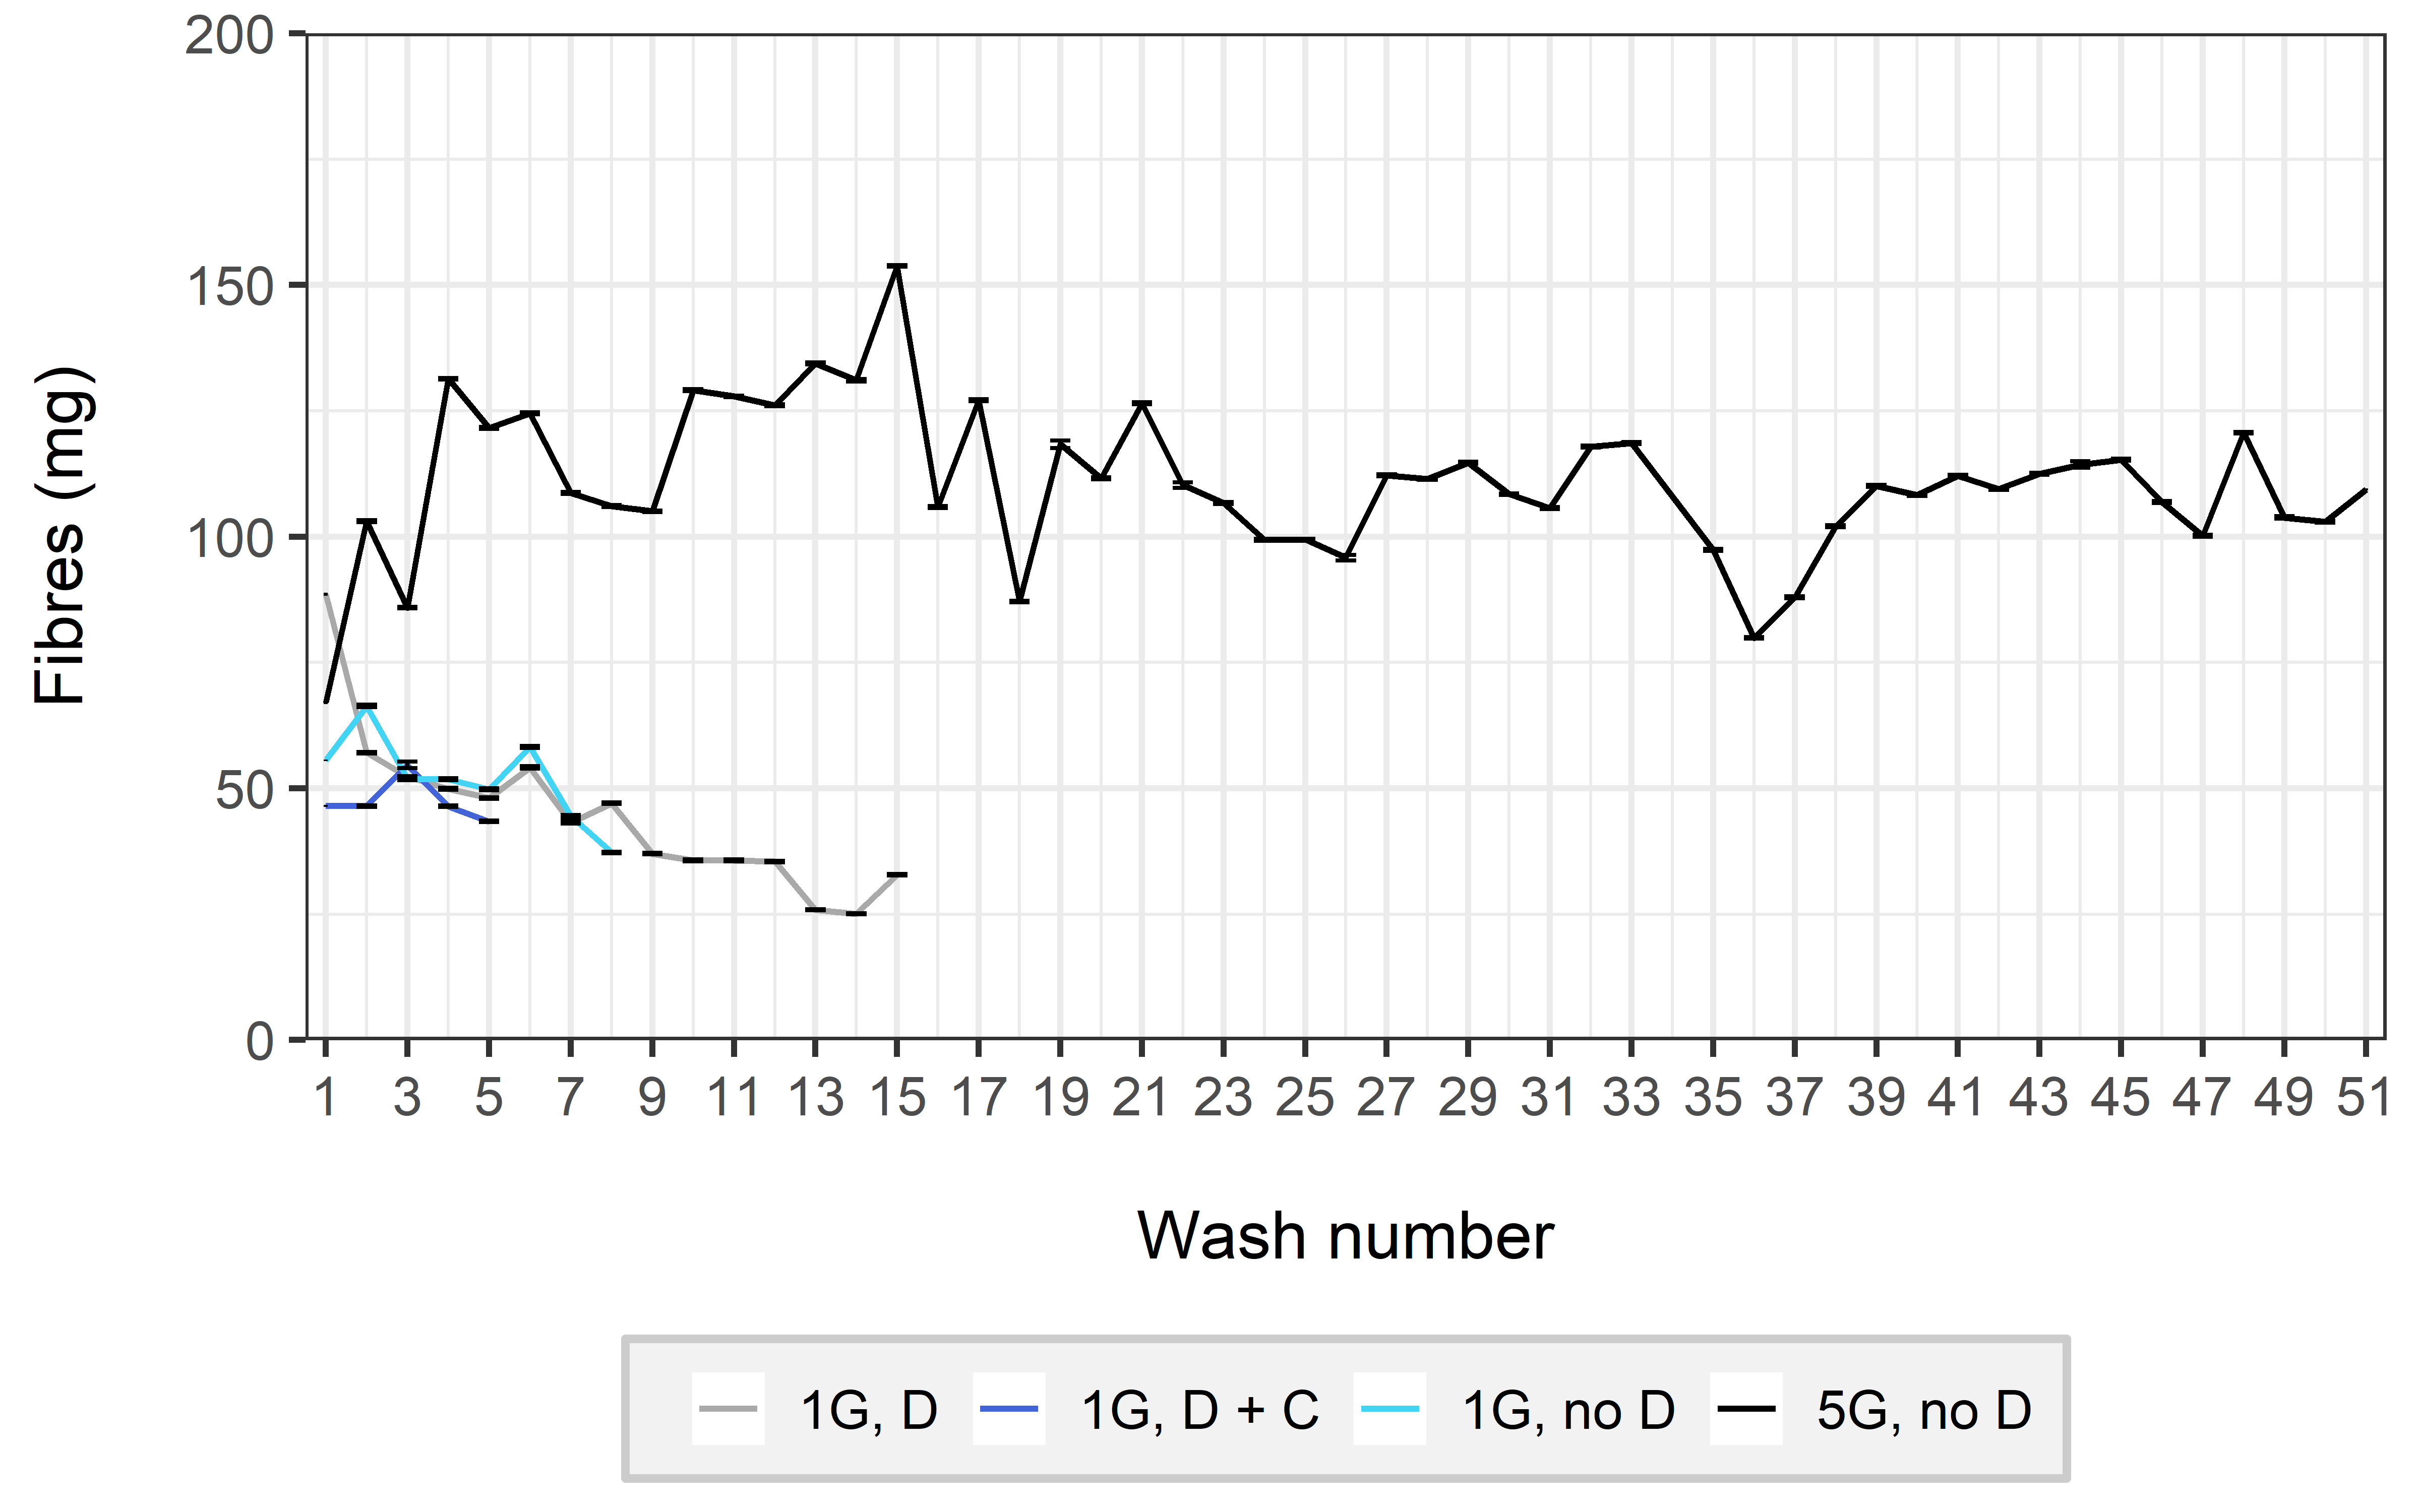 200
150
100
50
0
Fibres (mg)
1 3 5 7 9 11 13 15 17 19 21 23 25 27 29 31 33 35 37 39 41 43 45 47 49 51
Wash number
1G, D 1G, D + C 1G, no D 5G, no D